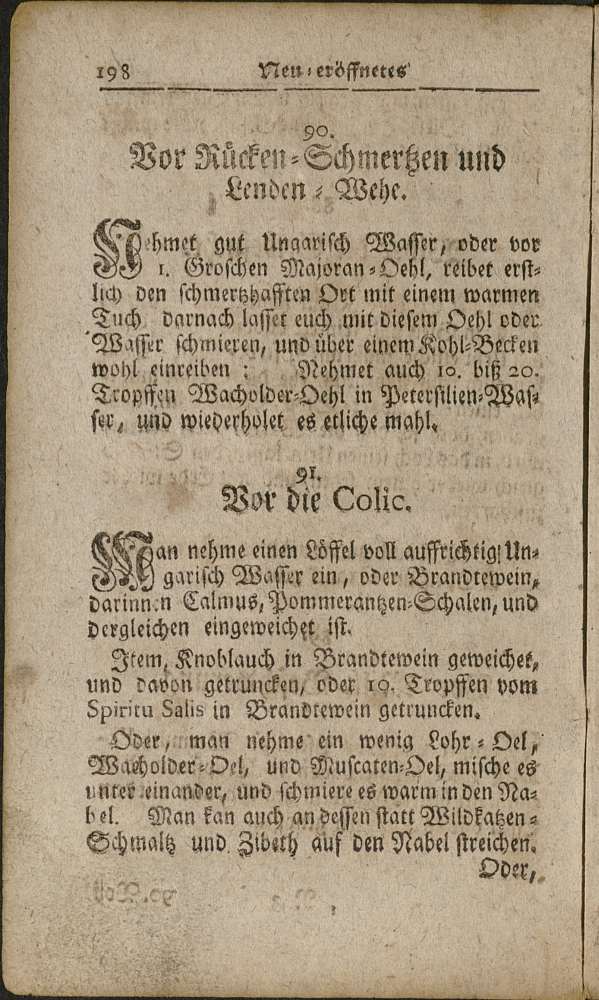 198 Neu-eröffnetes
90.
Vor Rücken-Schmertzen und
Lenden-Wehe.
Nehmet gut Ungarisch Wasser, oder vor
1. Groschen Majoran-Oehl, reibet erst-
lich den schmertzhafften Ort mit einem warmen
Tuch darnach lasset euch mit diesem Oehl oder
Wasser schmieren, und über einem Kohl-Becken
wohl einreiben: Nehmet auch 10. biß 20.
Tropffen Wacholder-Oehl in Petersilien-Was-
ser, und wiederholet es etliche mahl.
91.
Vor die Colic.
Man nehme einen Löffel voll auffrichtig Un-
garisch Wasser ein, oder Brandtewein,
darinnen Calmus, Pommerantzen-Schalen, und
dergleichen eingeweichet ist.
Item, Knoblauch in Brandtewein geweichet,
und davon getruncken, oder 19. Tropffen vom
Spiritu Salis in Brandtewein getruncken.
Oder, man nehme ein wenig Lohr-Oel,
Wacholder-Oel, und Muscaten-Oel, mische es
unter einander, und schmiere es warm in den Na-
bel. Man kan auch an dessen statt Wildkatzen-
Schmaltz und Zibeth auf den Nabel streichen.
Oder,